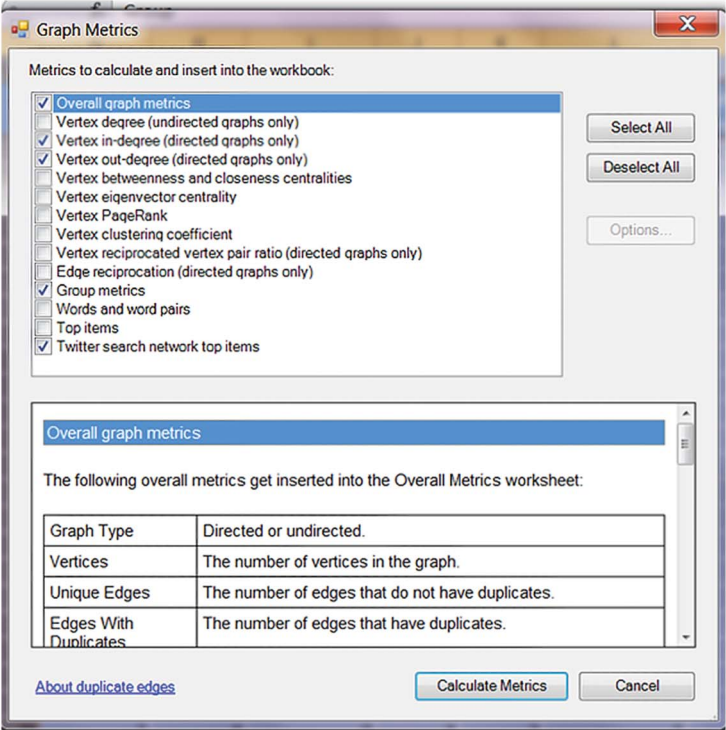 Group
Graph Metrics
X
Metrics to calculate and insert into the workbook:
Overall graph metrics
Vertex degree (undirected graphs only)
Vertex in-degree (directed graphs only)
Vertex out-degree (directed graphs only)
Vertex betweenness and closeness centralities
Vertex eigenvector centrality
Vertex PageRank
Vertex clustering coefficient
Vertex reciprocated vertex pair ratio (directed graphs only)
Edge reciprocation (directed graphs only)
Group metrics
Words and word pairs
Top items
Twitter search network top items
Select All
Deselect All
Options...
Overall graph metrics
The following overall metrics get inserted into the Overall Metrics worksheet:
Graph Type Directed or undirected.
Vertices The number of vertices in the graph.
Unique Edges The number of edges that do not have duplicates.
Edges With The number of edges that have duplicates.
Duplicates
About duplicate edges
Calculate Metrics
Cancel